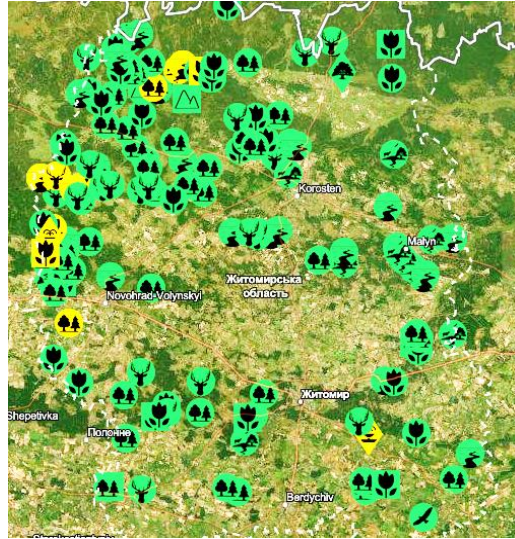 Korosten
Malyn
Житомирська
область
Novohrad-Volynskyi
Житомир
Shepetivka
Полонне
Berdychiv